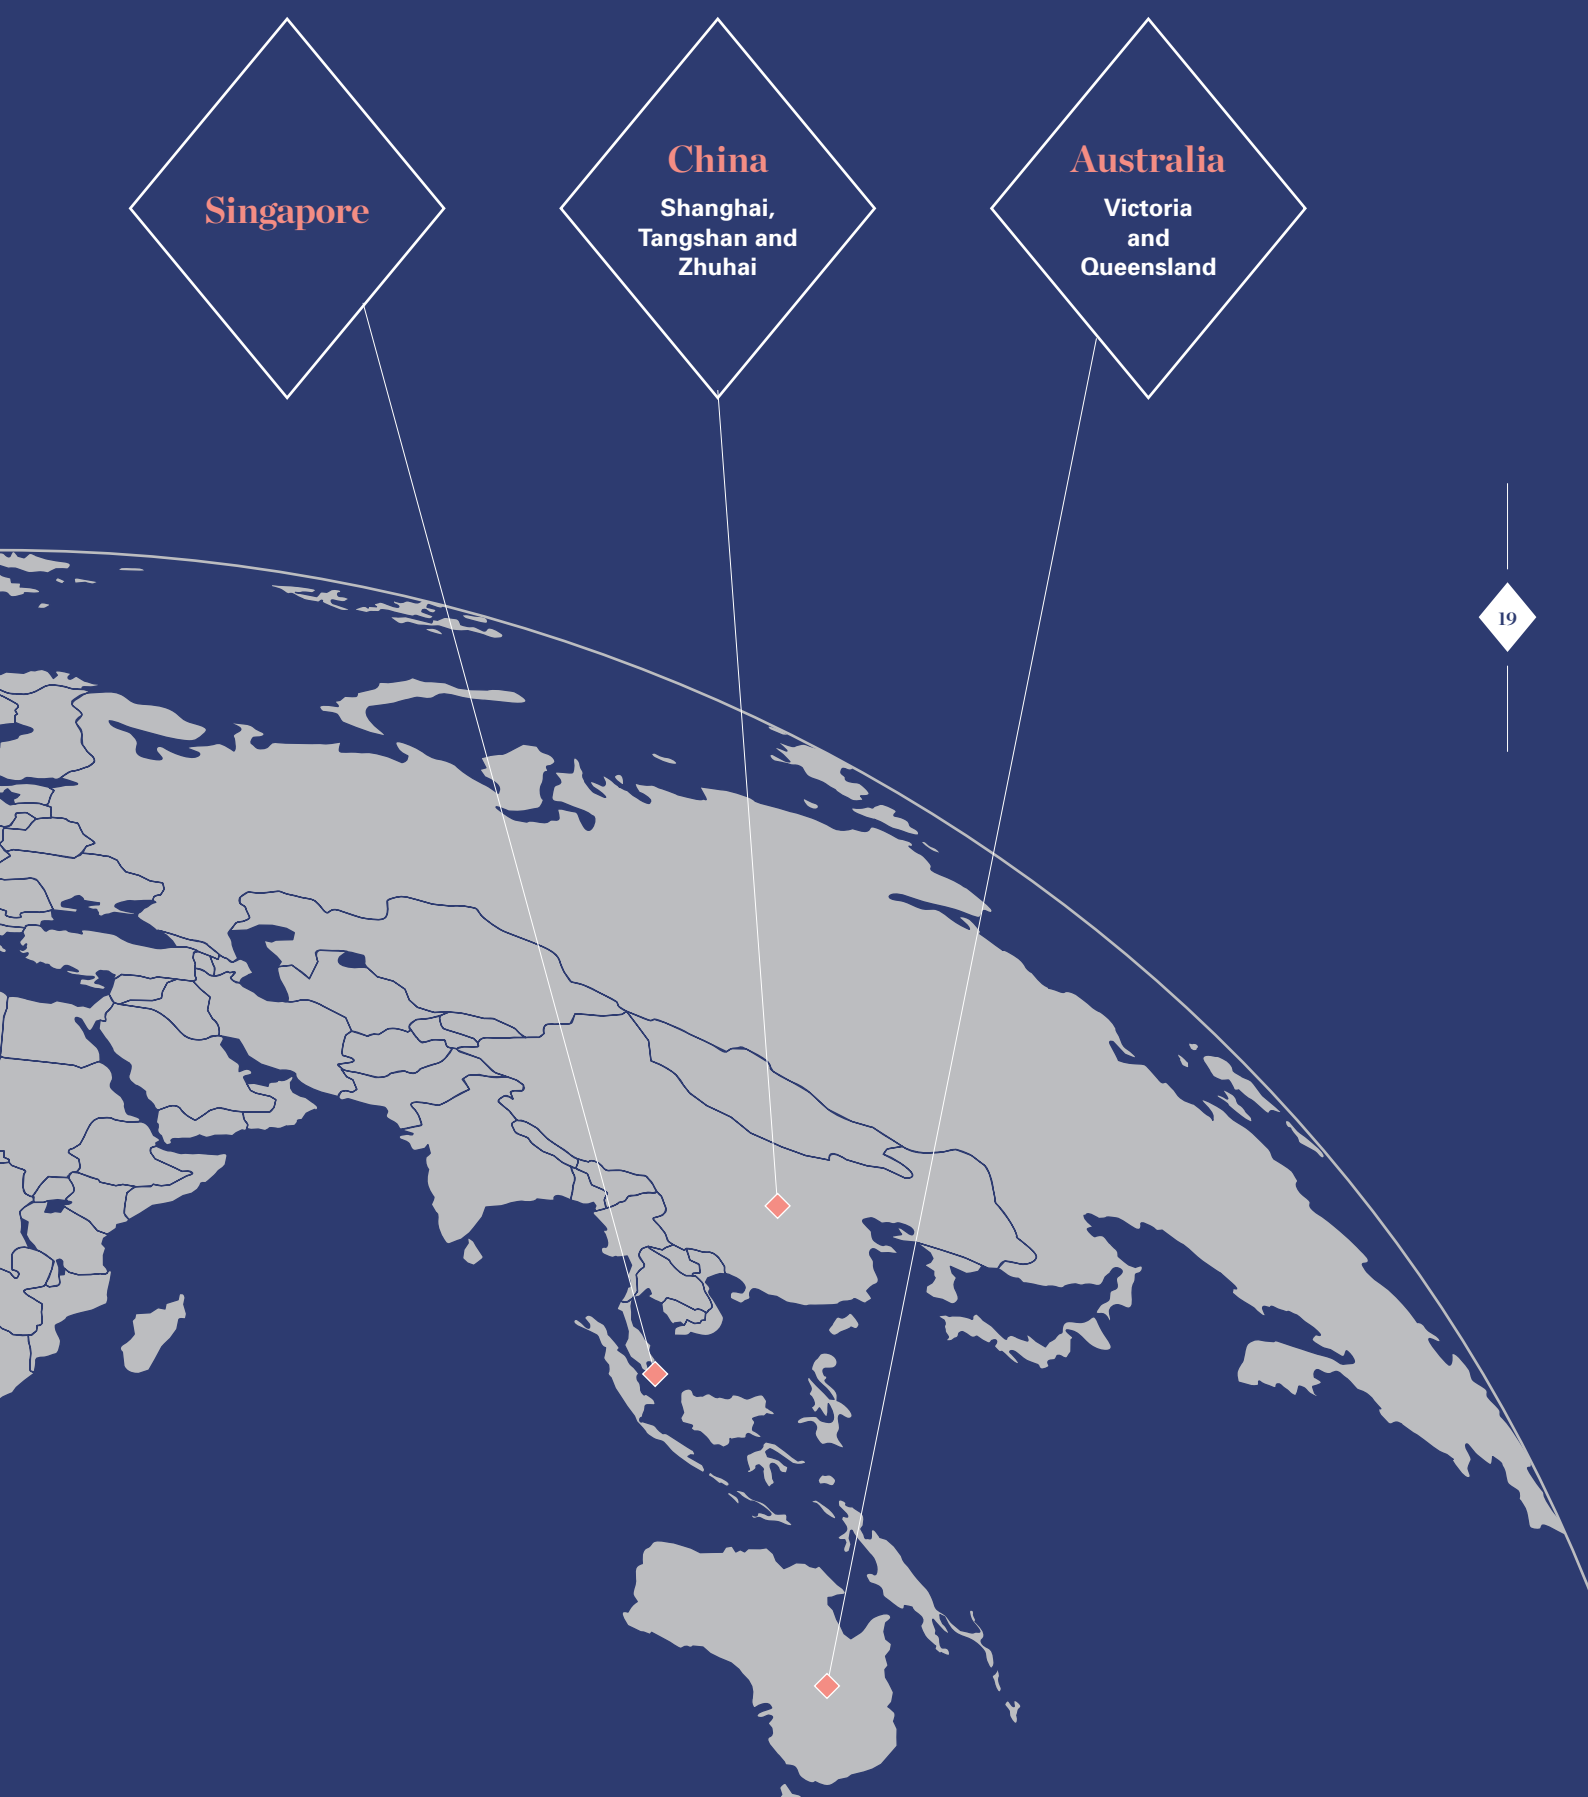 Singapore
China
Shanghai,
Tangshan and
Zhuhai
Australia
Victoria
and
Queensland
19